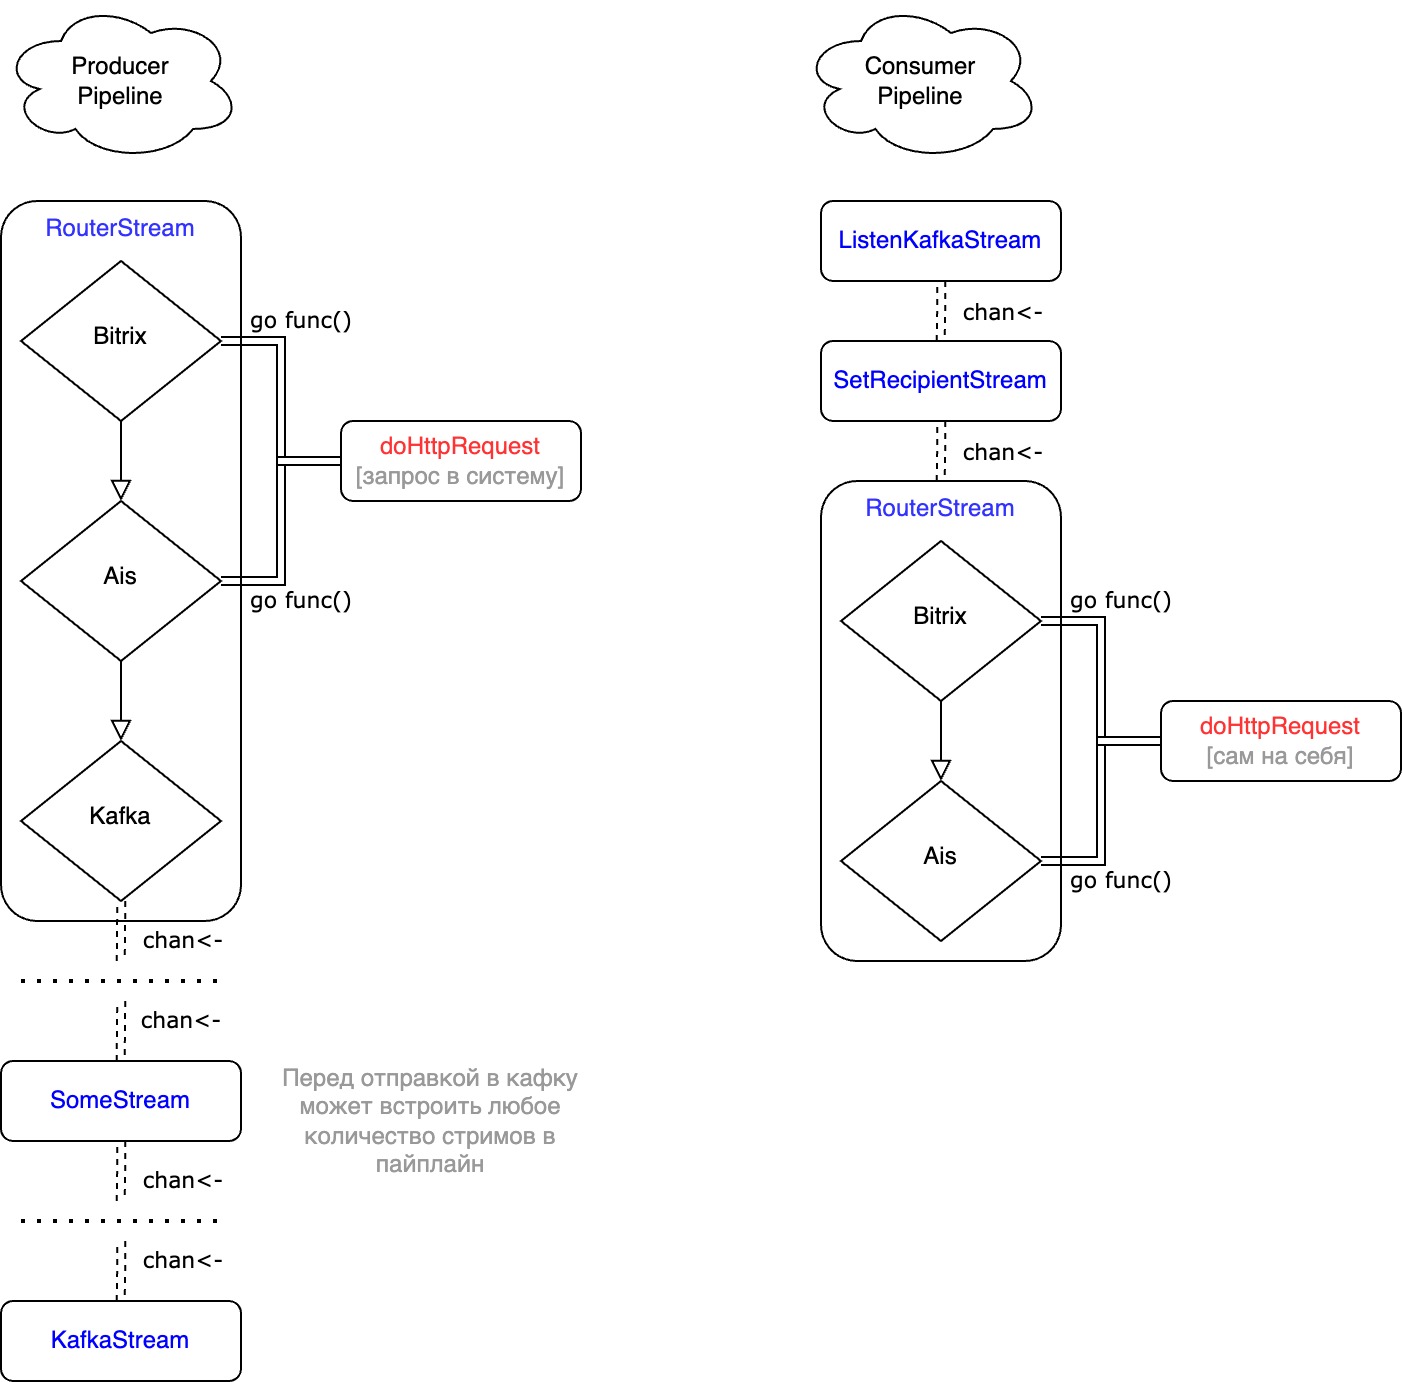 Producer
Pipeline
RouterStream
Bitrix
go func()
doHttpRequest
[запрос в систему]
Ais
go func()
Kafka
chan<-
chan<-
SomeStream
Перед отправкой в кафку
может встроить любое
количество стримов в
пайплайн
chan<-
chan<-
KafkaStream
Consumer
Pipeline
ListenKafkaStream
chan<-
SetRecipientStream
chan<-
RouterStream
Bitrix
go func()
doHttpRequest
[сам на себя]
Ais
go func()